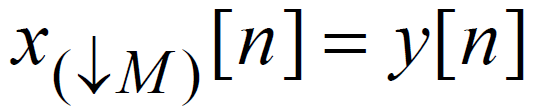 x(↓M)[n] = y[n]